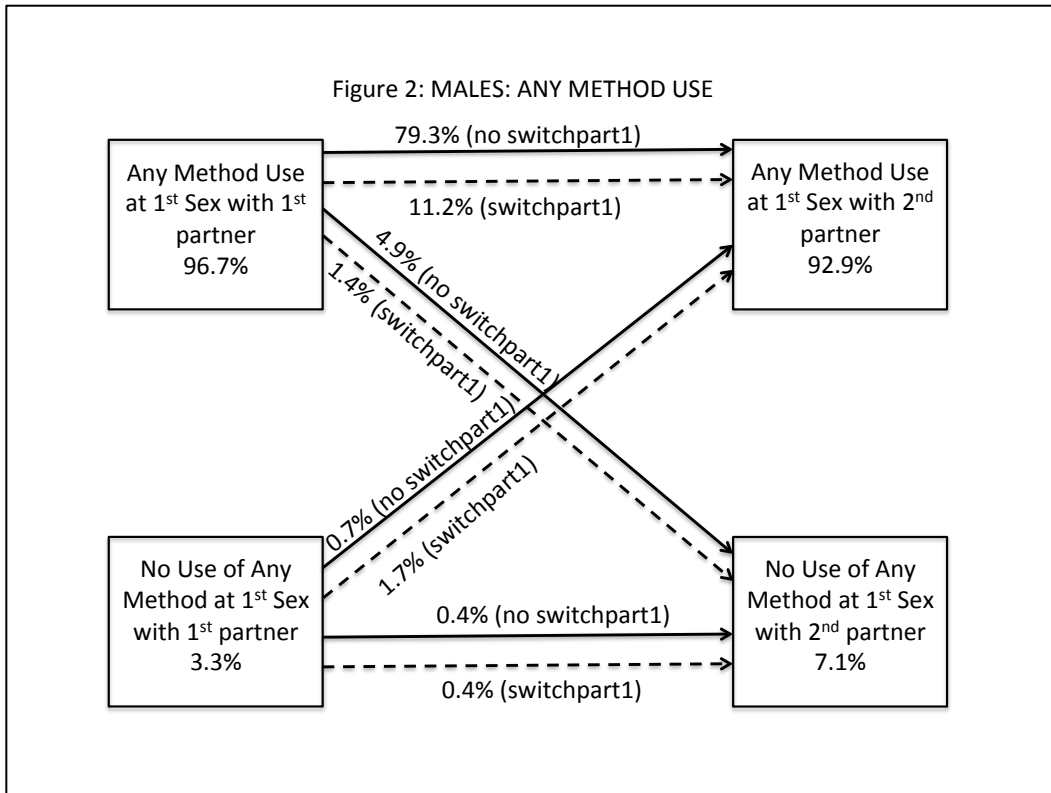 Figure 2: MALES: ANY METHOD USE
79.3% (no switchpart1)
Any Method Use
at 1st Sex with 1st
partner
96.7%
11.2% (switchpart1)
Any Method Use
at 1st Sex with 2nd
partner
92.9%
4.9% (no switchpart1)
1.4% (switchpart1)
0.7% (no switchpart1)
1.7% (switchpart1)
No Use of Any
Method at 1st Sex
with 1st partner
3.3%
0.4% (no switchpart1)
0.4% (switchpart1)
No Use of Any
Method at 1st Sex
with 2nd partner
7.1%